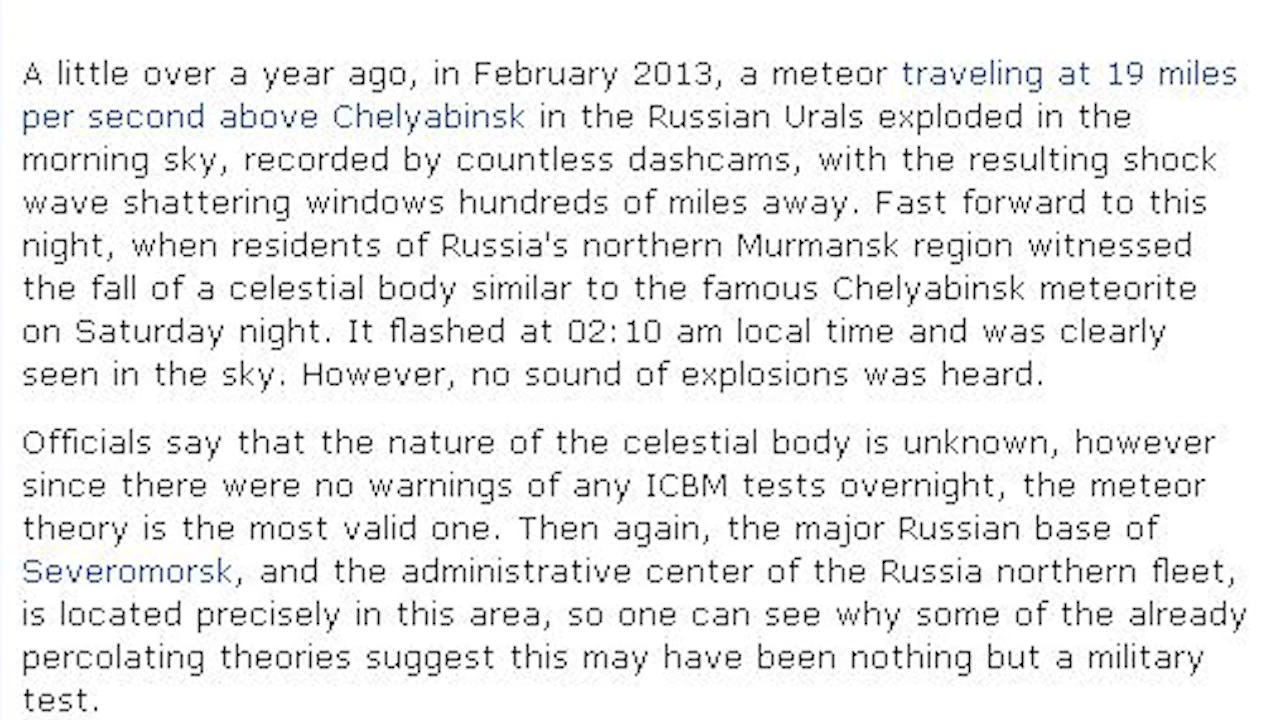 A little over a year ago, in February 2013, a meteor traveling at 19 miles
per second above Chelyabinsk in the Russian Urals exploded in the
morning sky, recorded by countless dashcams, with the resulting shock
wave shattering windows hundreds of miles away. Fast forward to this
night, when residents of Russia's northern Murmansk region witnessed
the fall of a celestial body similar to the famous Chelyabinsk meteorite
on Saturday night. It flashed at 02:10 am local time and was clearly
seen in the sky. However, no sound of explosions was heard.
Officials say that the nature of the celestial body is unknown, however
since there were no warnings of any ICBM tests overnight, the meteor
theory is the most valid one. Then again, the major Russian base of
Severomorsk, and the administrative center of the Russia northern fleet,
is located precisely in this area, so one can see why some of the already
percolating theories suggest this may have been nothing but a military
test.